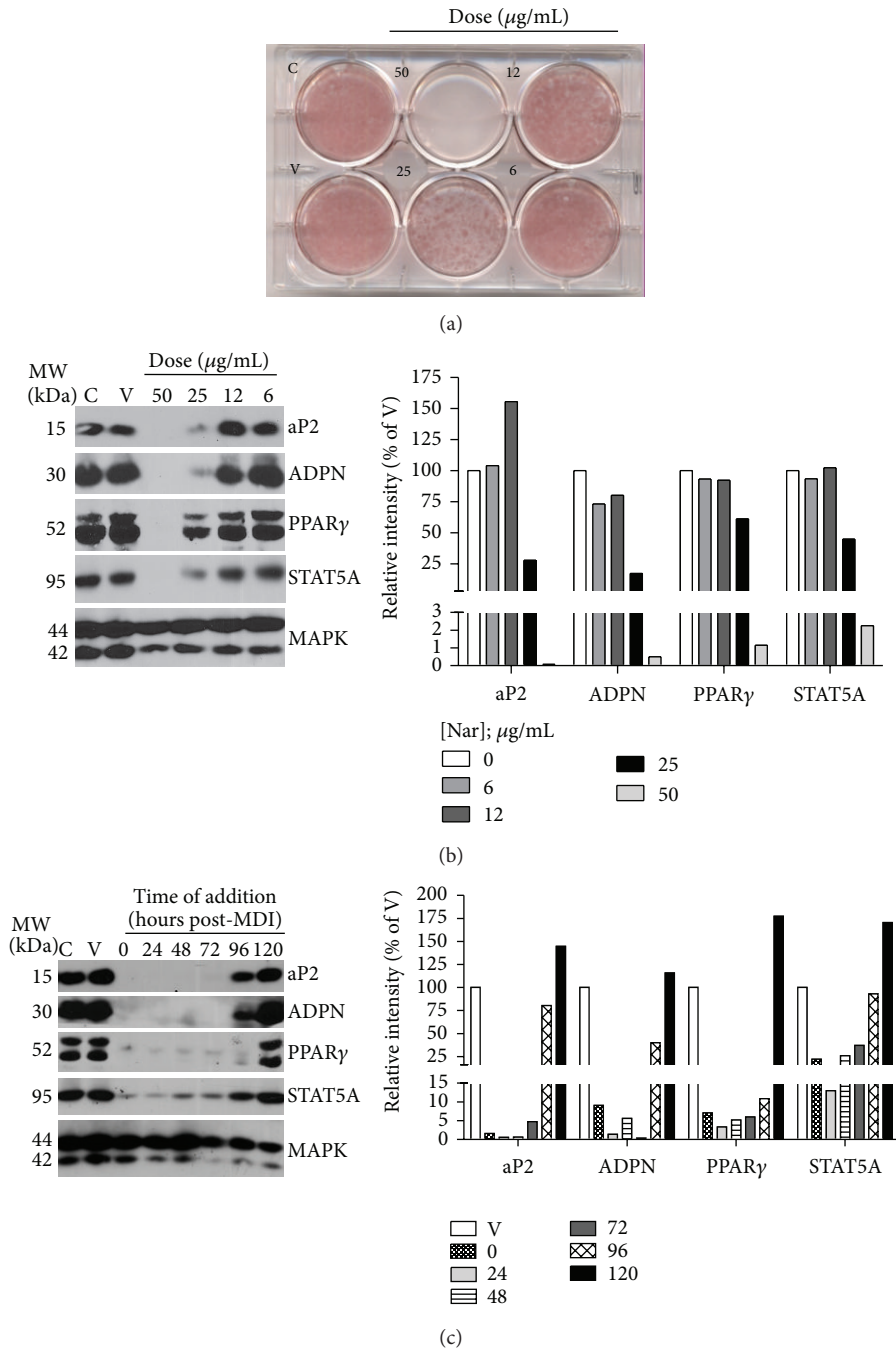 Dose (μg/mL)
C 50 12
V 25 6
(a)
MW
(kDa) C V Dose (μg/mL)
50 25 12 6
15 aP2
30 ADPN
52 PPARγ
95 STAT5A
44
42 MAPK
Relative intensity (% of V)
175
150
125
100
75
50
25
3
2
1
0
aP2 ADPN PPARγ STAT5A
[Nar]; μg/mL
0 25
6 50
12
(b)
Time of addition
(hours post-MDI)
MW
(kDa) C V 0 24 48 72 96 120
15 aP2
30 ADPN
52 PPARγ
95 STAT5A
44
42 MAPK
Relative intensity (% of V)
200
175
150
125
100
75
50
25
15
10
5
0
aP2 ADPN PPARγ STAT5A
V 72
0 96
24 120
48
(c)